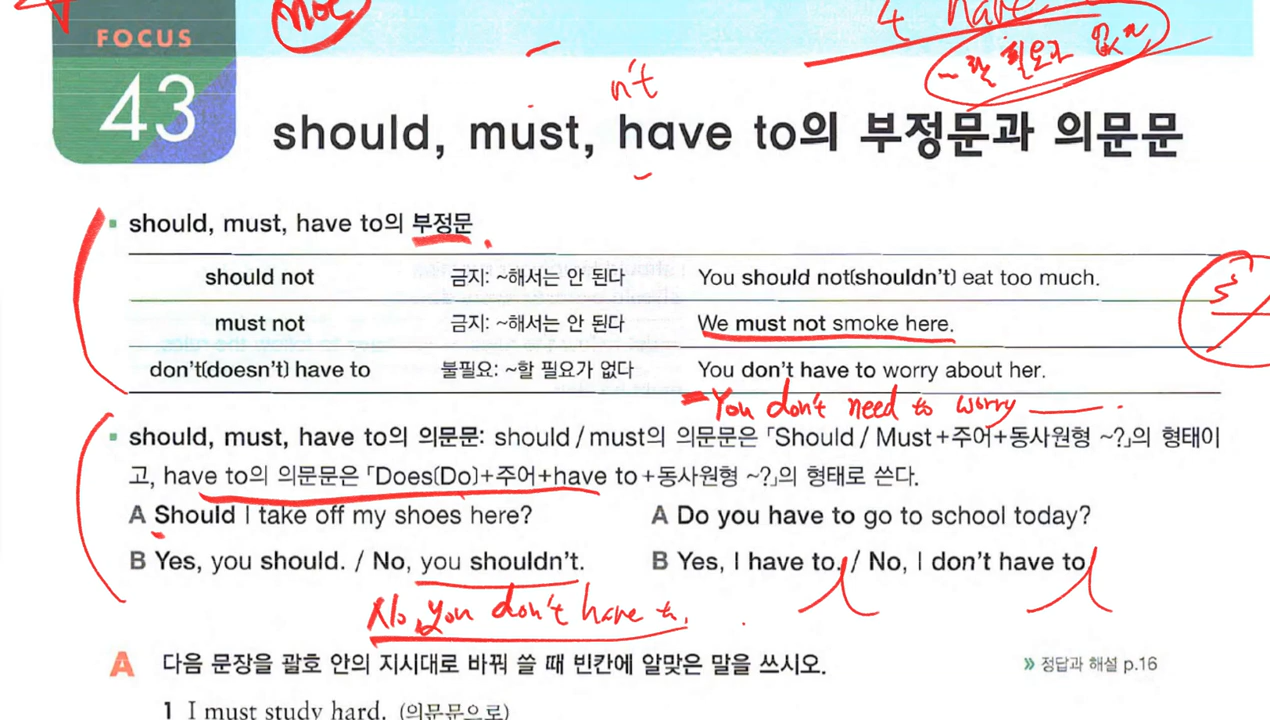 not
4 have
~할 필요가 없다
FOCUS
43
n't
should, must, have to의 부정문과 의문문
should, must, have to의 부정문
should not 금지: ~해서는 안 된다 You should not(shouldn't) eat too much.
must not 금지: ~해서는 안 된다 We must not smoke here.
don't(doesn't) have to 불필요: ~할 필요가 없다 You don't have to worry about her.
= You don't need to worry
should, must, have to의 의문문: should / must의 의문문은 「Should / Must+주어+동사원형 ~?」의 형태이
고, have to의 의문문은 「Does(Do)+주어+have to+동사원형 ~?」의 형태로 쓴다.
A Should I take off my shoes here? A Do you have to go to school today?
B Yes, you should. / No, you shouldn't. B Yes, I have to. / No, I don't have to
No, you don't have to.
A 다음 문장을 괄호 안의 지시대로 바꿔 쓸 때 빈칸에 알맞은 말을 쓰시오. » 정답과 해설 p.16
1 I must study hard. (의문문으로)